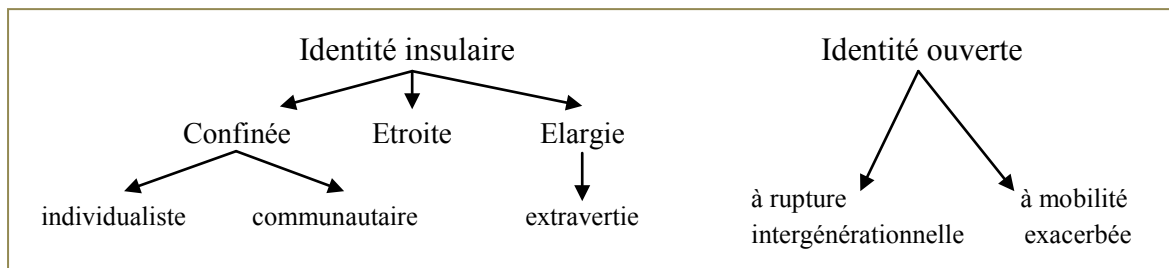 Identité insulaire Identité ouverte
Confinée Etroite Elargie
individualiste communautaire extravertie
à rupture à mobilité
intergénérationnelle exacerbée